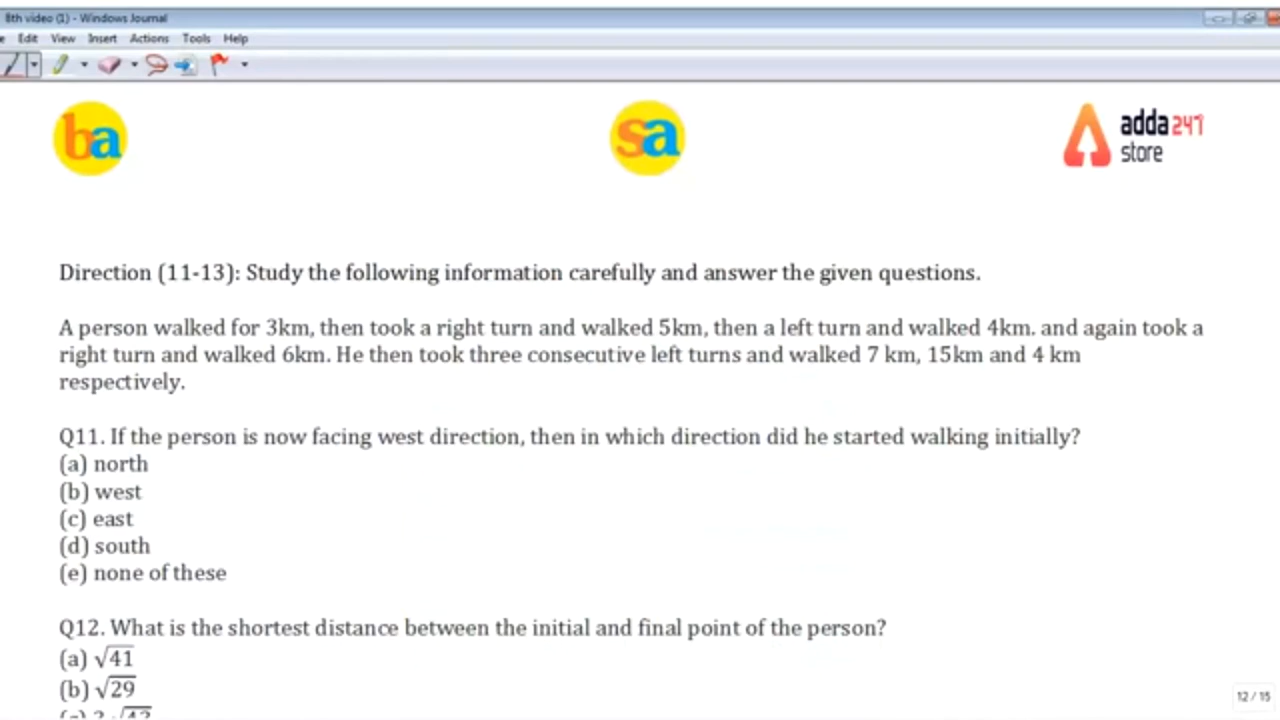 8th video (1) - Windows Journal
Edit View Insert Actions Tools Help
ba
sa
adda247
store
Direction (11-13): Study the following information carefully and answer the given questions.
A person walked for 3km, then took a right turn and walked 5km, then a left turn and walked 4km. and again took a
right turn and walked 6km. He then took three consecutive left turns and walked 7 km, 15km and 4 km
respectively.
Q11. If the person is now facing west direction, then in which direction did he started walking initially?
(a) north
(b) west
(c) east
(d) south
(e) none of these
Q12. What is the shortest distance between the initial and final point of the person?
(a) √41
(b) √29
12 / 15